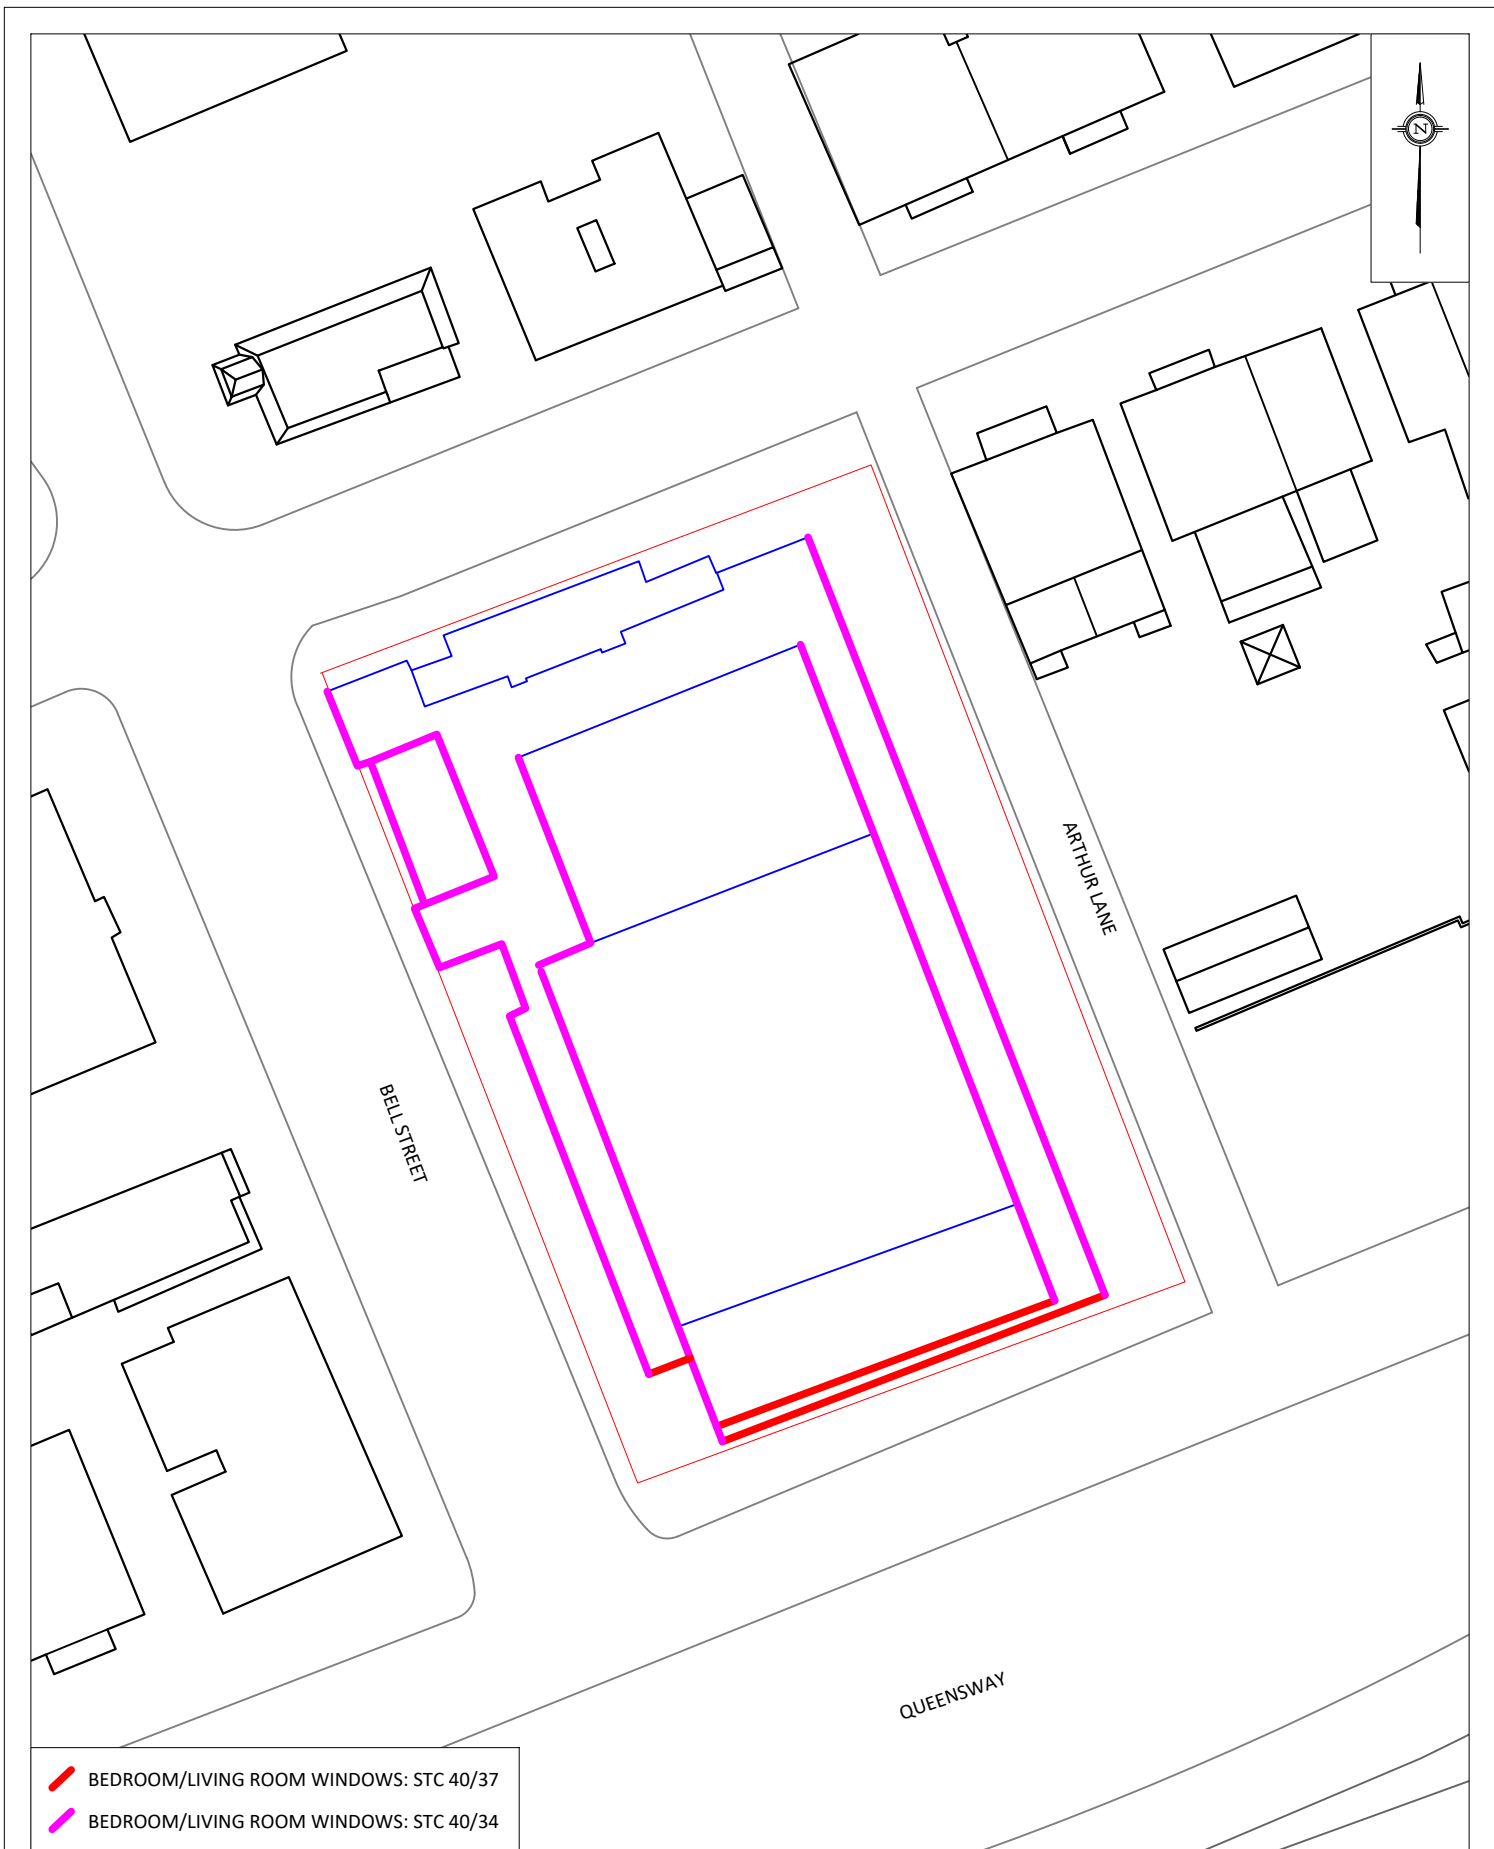 N
ARTHUR LANE
BELL STREET
QUEENSWAY
BEDROOM/LIVING ROOM WINDOWS: STC 40/37
BEDROOM/LIVING ROOM WINDOWS: STC 40/34